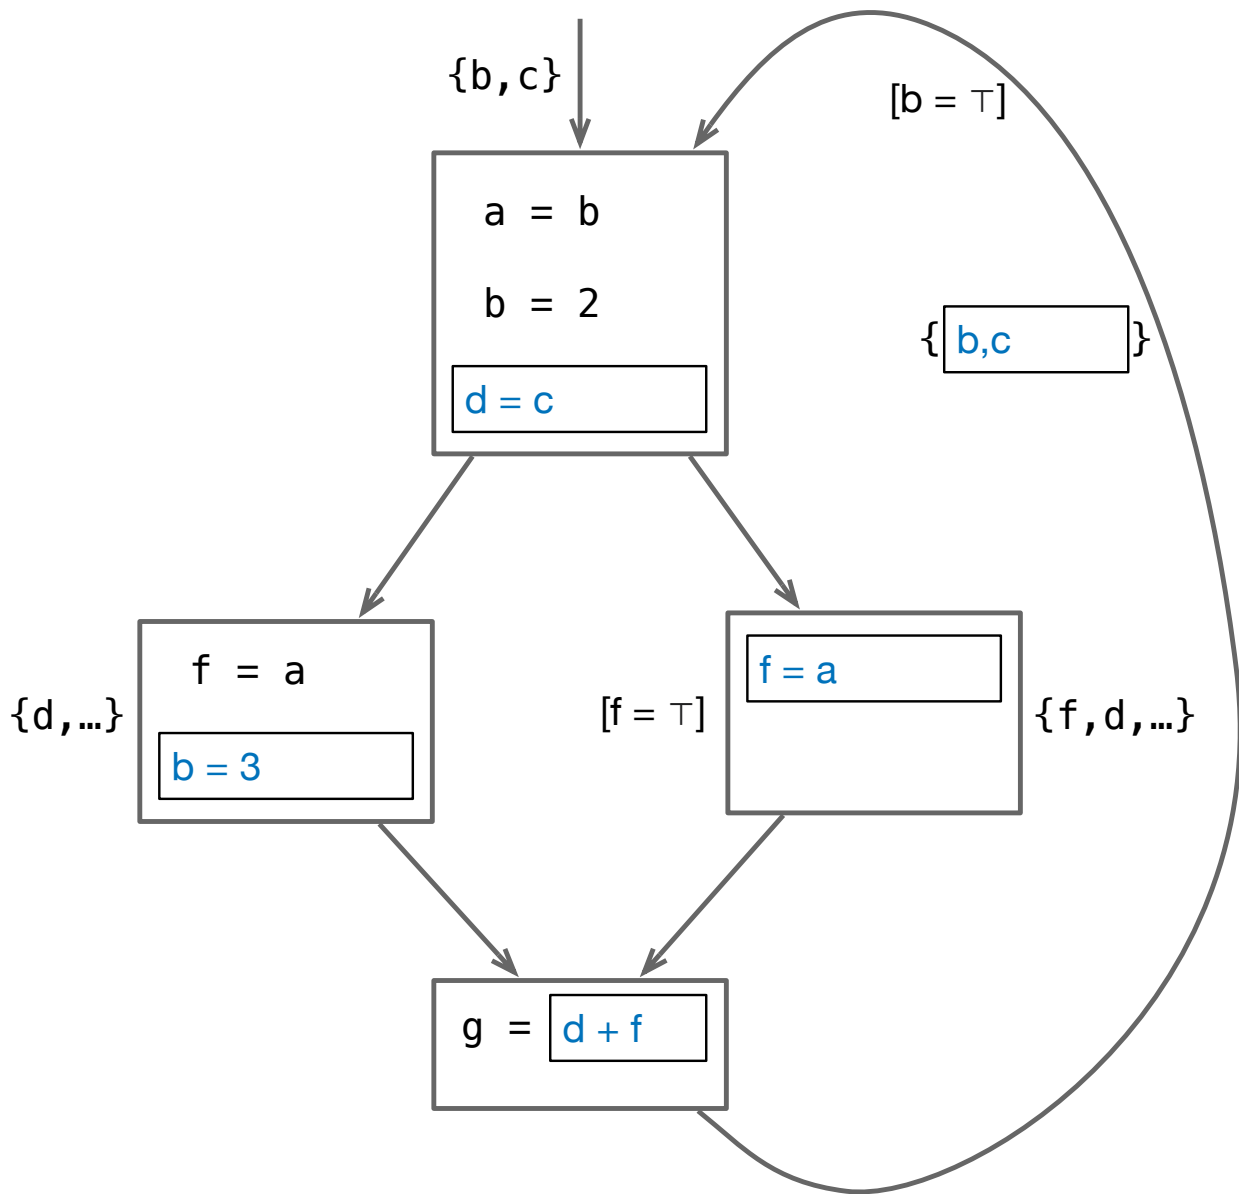 {b,c}
[b = ⊤]
a = b
b = 2
{b,c}
d = c
f = a
f = a
{d,…}
[f = ⊤]
{f,d,…}
b = 3
g = d + f